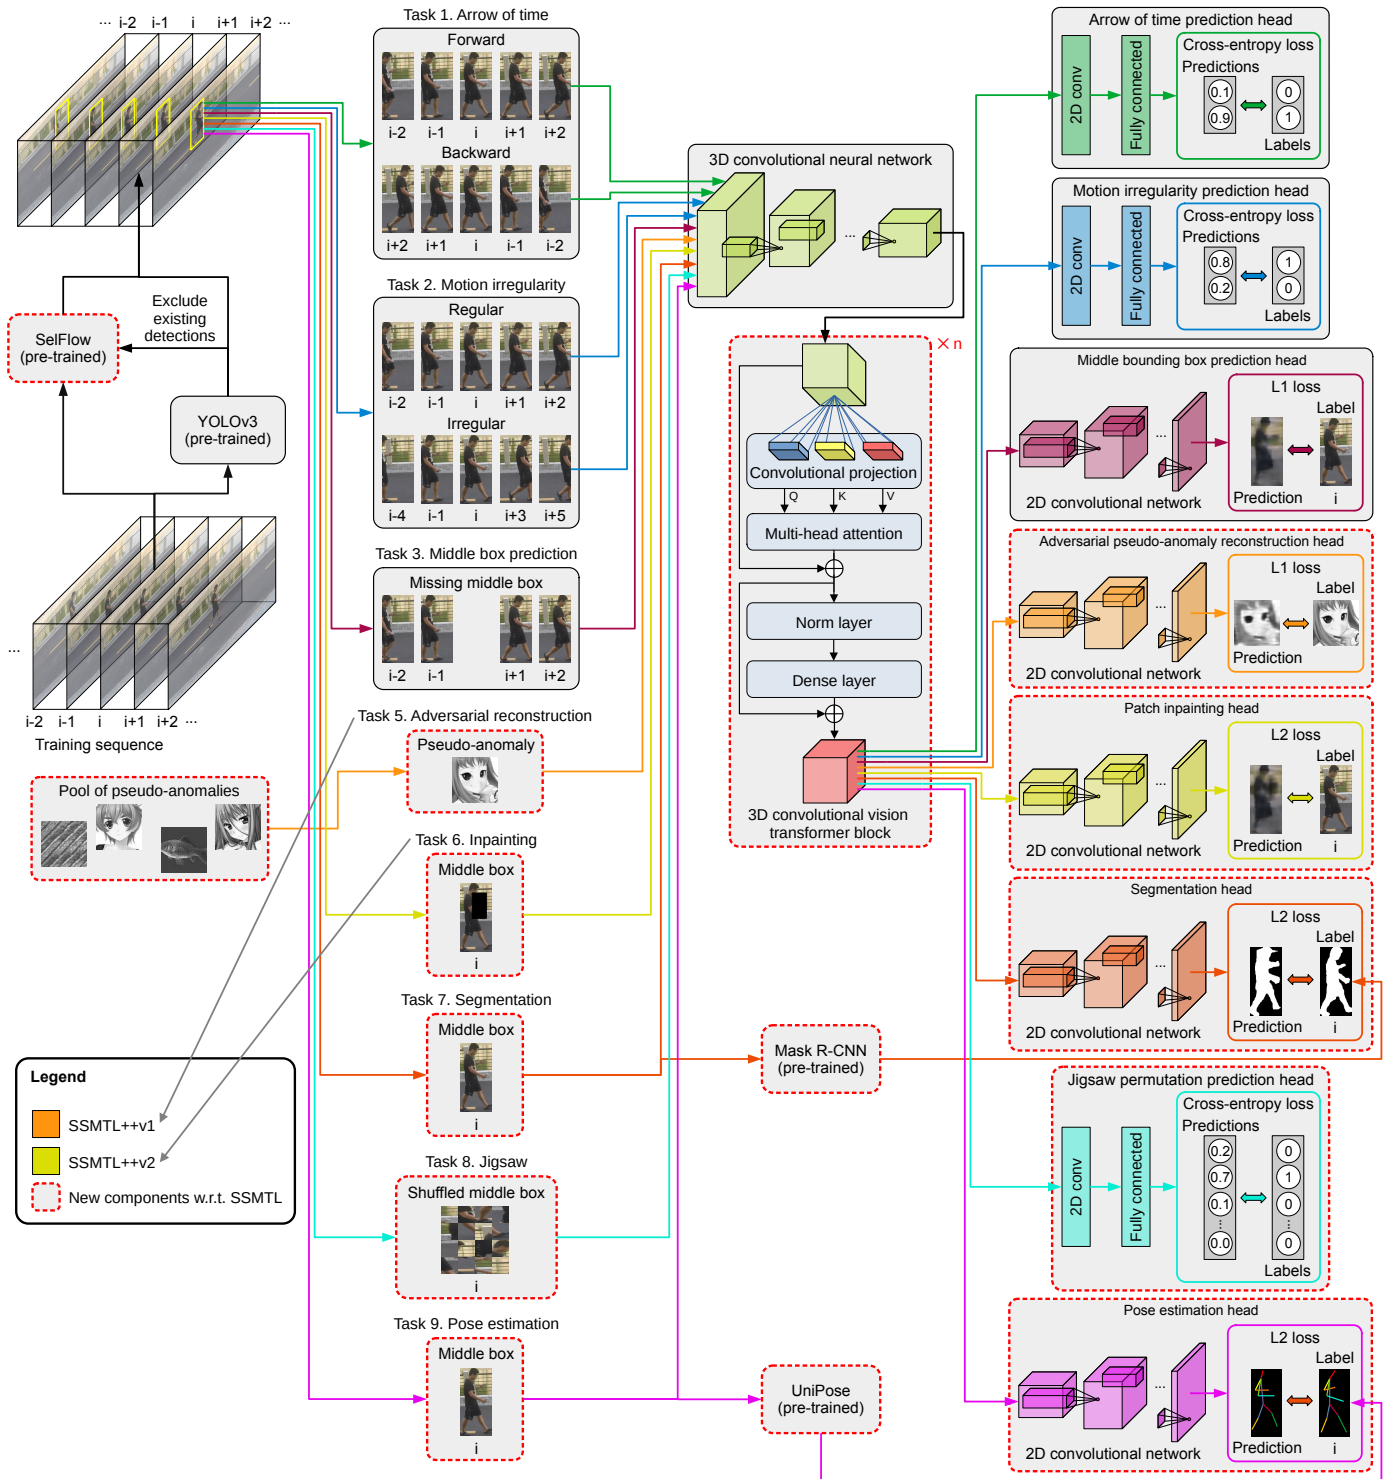 ··· i-2 i-1 i i+1 i+2 ···
Exclude
existing
detections
SelFlow
(pre-trained)
YOLOv3
(pre-trained)
···
i-2 i-1 i i+1 i+2 ···
Training sequence
Pool of pseudo-anomalies
Legend
SSMTL++v1
SSMTL++v2
New components w.r.t. SSMTL
Task 1. Arrow of time
Forward
i-2 i-1 i i+1 i+2
Backward
i+2 i+1 i i-1 i-2
Task 2. Motion irregularity
Regular
i-2 i-1 i i+1 i+2
Irregular
i-4 i-1 i i+3 i+5
Task 3. Middle box prediction
Missing middle box
i-2 i-1 i+1 i+2
Task 5. Adversarial reconstruction
Pseudo-anomaly
Task 6. Inpainting
Middle box
i
Task 7. Segmentation
Middle box
i
Task 8. Jigsaw
Shuffled middle box
i
Task 9. Pose estimation
Middle box
i
3D convolutional neural network
...
× n
Convolutional projection
Q K V
Multi-head attention
Norm layer
Dense layer
3D convolutional vision
transformer block
Mask R-CNN
(pre-trained)
UniPose
(pre-trained)
Arrow of time prediction head
2D conv
Fully connected
Cross-entropy loss
Predictions
0.1 0
0.9 1
Labels
Motion irregularity prediction head
2D conv
Fully connected
Cross-entropy loss
Predictions
0.8 1
0.2 0
Labels
Middle bounding box prediction head
L1 loss
Label
...
Prediction i
2D convolutional network
Adversarial pseudo-anomaly reconstruction head
L1 loss
Label
...
Prediction
2D convolutional network
Patch inpainting head
L2 loss
Label
...
Prediction i
2D convolutional network
Segmentation head
L2 loss
Label
...
Prediction i
2D convolutional network
Jigsaw permutation prediction head
2D conv
Fully connected
Cross-entropy loss
Predictions
0.2 0
0.7 1
0.1 0
... ...
0.0 0
Labels
Pose estimation head
L2 loss
Label
...
Prediction i
2D convolutional network